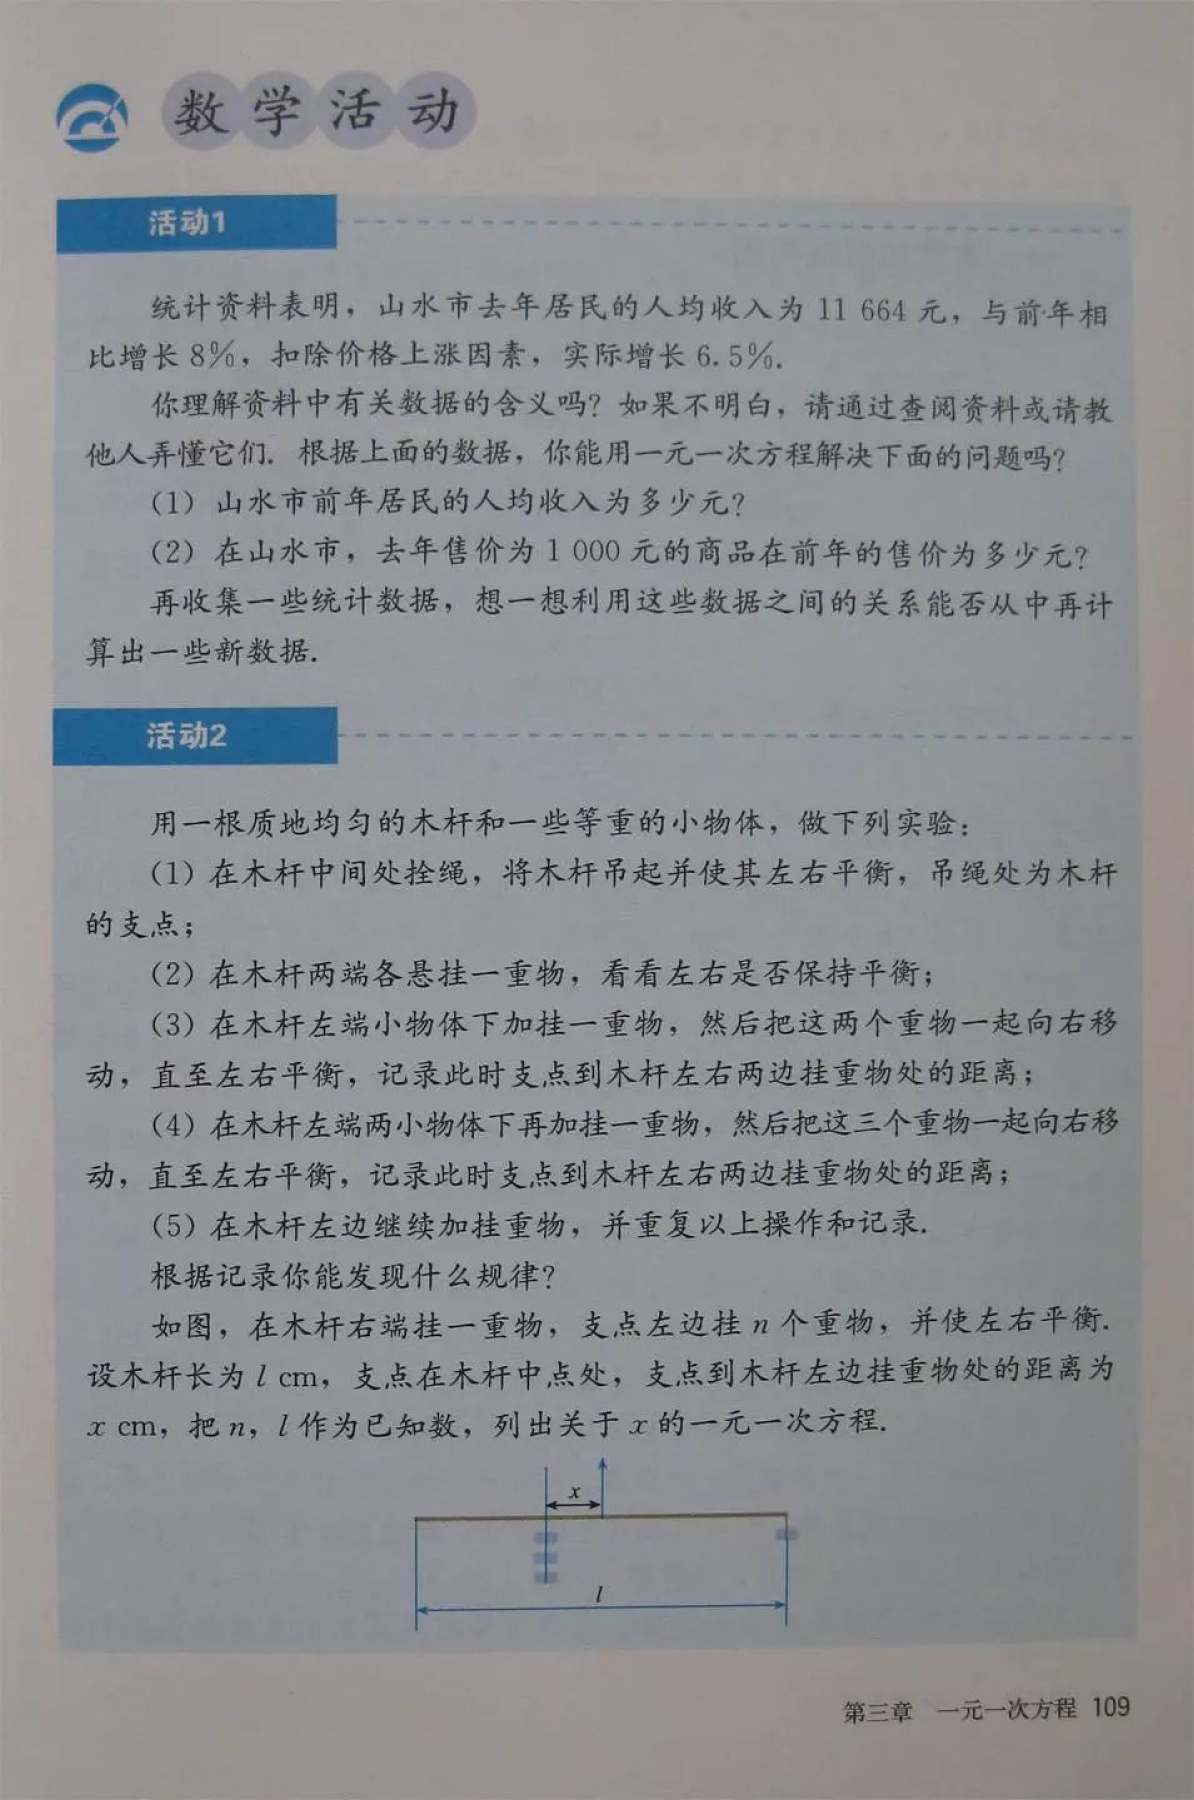 数学活动
活动1
统计资料表明，山水市去年居民的人均收入为 11 664 元，与前年相
比增长 8%，扣除价格上涨因素，实际增长 6.5%.
你理解资料中有关数据的含义吗？如果不明白，请通过查阅资料或请教
他人弄懂它们. 根据上面的数据，你能用一元一次方程解决下面的问题吗？
（1）山水市前年居民的人均收入为多少元？
（2）在山水市，去年售价为 1 000 元的商品在前年的售价为多少元？
再收集一些统计数据，想一想利用这些数据之间的关系能否从中再计
算出一些新数据.
活动2
用一根质地均匀的木杆和一些等重的小物体，做下列实验：
（1）在木杆中间处拴绳，将木杆吊起并使其左右平衡，吊绳处为木杆
的支点；
（2）在木杆两端各悬挂一重物，看看左右是否保持平衡；
（3）在木杆左端小物体下加挂一重物，然后把这两个重物一起向右移
动，直至左右平衡，记录此时支点到木杆左右两边挂重物处的距离；
（4）在木杆左端两小物体下再加挂一重物，然后把这三个重物一起向右移
动，直至左右平衡，记录此时支点到木杆左右两边挂重物处的距离；
（5）在木杆左边继续加挂重物，并重复以上操作和记录.
根据记录你能发现什么规律？
如图，在木杆右端挂一重物，支点左边挂 n 个重物，并使左右平衡.
设木杆长为 l cm，支点在木杆中点处，支点到木杆左边挂重物处的距离为
x cm，把 n，l 作为已知数，列出关于 x 的一元一次方程.
x
l
第三章 一元一次方程 109